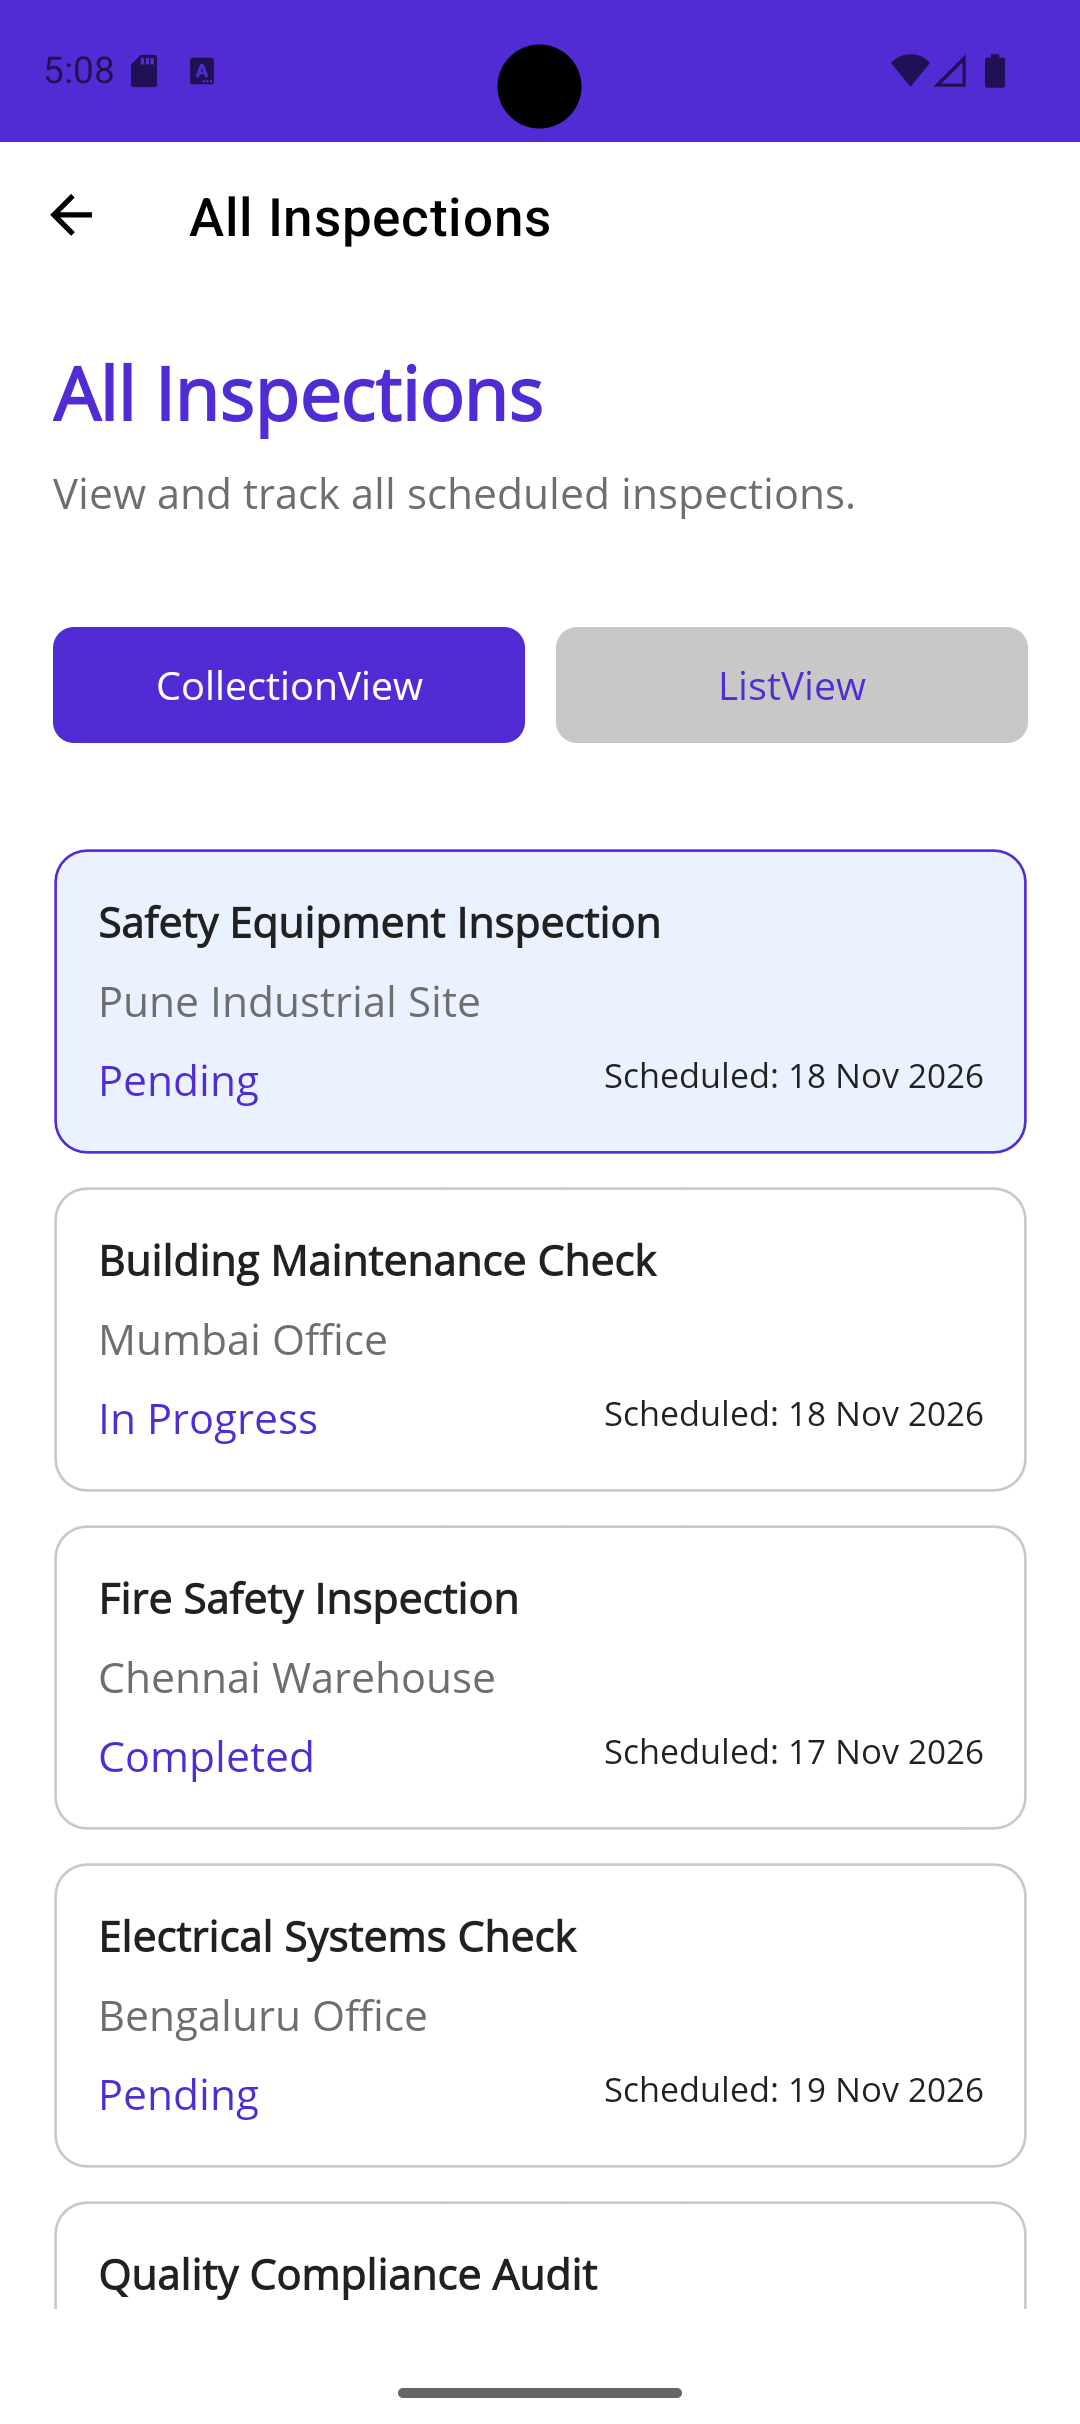 5:08
All Inspections
All Inspections
View and track all scheduled inspections.
CollectionView
ListView
Safety Equipment Inspection
Pune Industrial Site
Pending
Scheduled: 18 Nov 2026
Building Maintenance Check
Mumbai Office
In Progress
Scheduled: 18 Nov 2026
Fire Safety Inspection
Chennai Warehouse
Completed
Scheduled: 17 Nov 2026
Electrical Systems Check
Bengaluru Office
Pending
Scheduled: 19 Nov 2026
Quality Compliance Audit